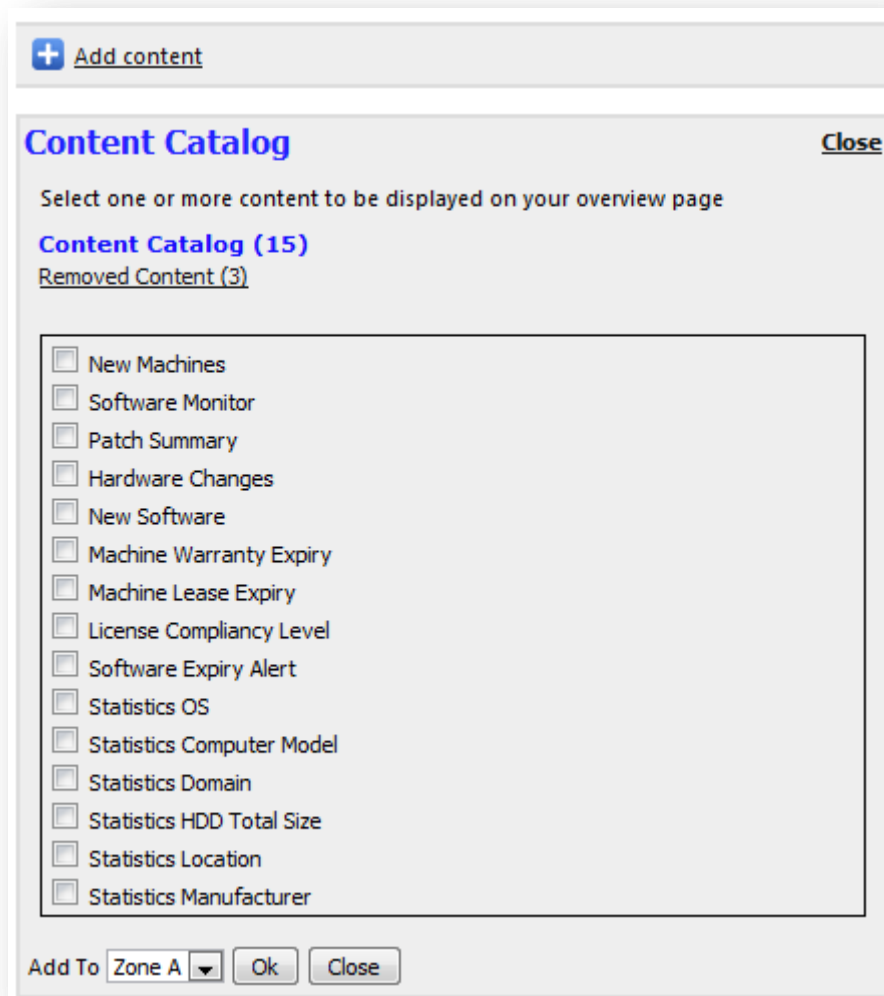 Add content
Content Catalog
Close
Select one or more content to be displayed on your overview page
Content Catalog (15)
Removed Content (3)
New Machines
Software Monitor
Patch Summary
Hardware Changes
New Software
Machine Warranty Expiry
Machine Lease Expiry
License Compliancy Level
Software Expiry Alert
Statistics OS
Statistics Computer Model
Statistics Domain
Statistics HDD Total Size
Statistics Location
Statistics Manufacturer
Add To Zone A Ok Close